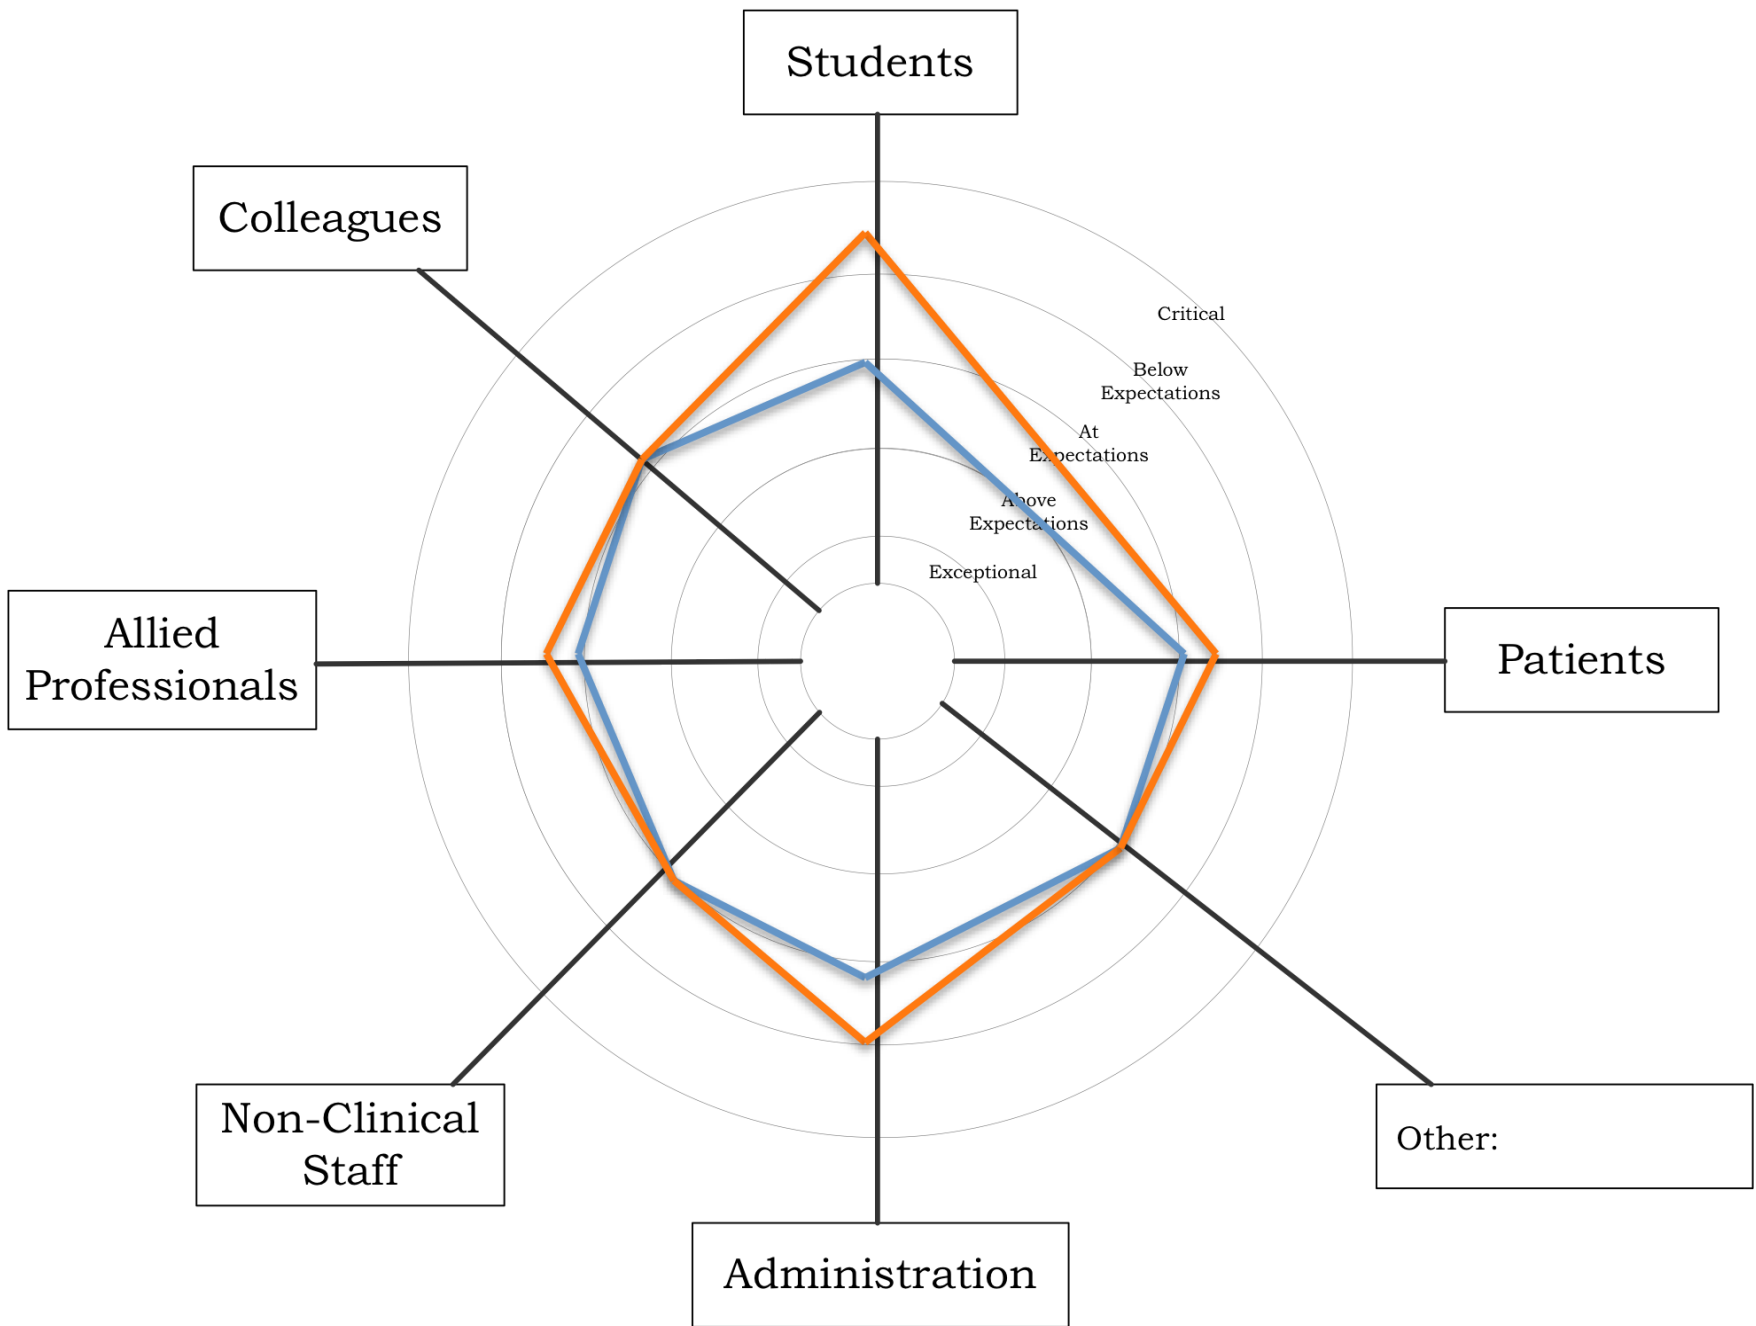 Students
Colleagues
Critical
Below
Expectations
At
Expectations
Above
Expectations
Exceptional
Allied
Professionals
Patients
Non-Clinical
Staff
Other:
Administration